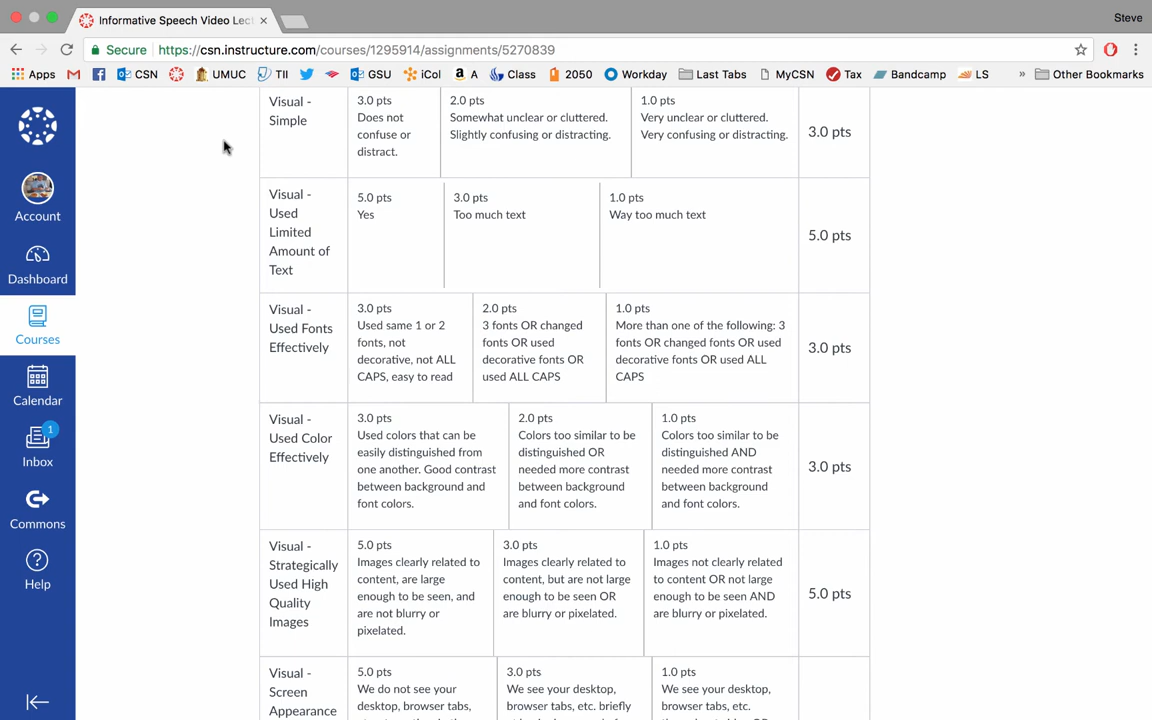 Informative Speech Video Lec
Steve
Secure
https://csn.instructure.com/courses/1295914/assignments/5270839
Apps
CSN
UMUC
TII
GSU
iCol
A
Class
2050
Workday
Last Tabs
MyCSN
Tax
Bandcamp
LS
»
Other Bookmarks
Account
Dashboard
Courses
Calendar
1
Inbox
Commons
Help
Visual -
Simple
3.0 pts
Does not
confuse or
distract.
2.0 pts
Somewhat unclear or cluttered.
Slightly confusing or distracting.
1.0 pts
Very unclear or cluttered.
Very confusing or distracting.
3.0 pts
Visual -
Used
Limited
Amount of
Text
5.0 pts
Yes
3.0 pts
Too much text
1.0 pts
Way too much text
5.0 pts
Visual -
Used Fonts
Effectively
3.0 pts
Used same 1 or 2
fonts, not
decorative, not ALL
CAPS, easy to read
2.0 pts
3 fonts OR changed
fonts OR used
decorative fonts OR
used ALL CAPS
1.0 pts
More than one of the following: 3
fonts OR changed fonts OR used
decorative fonts OR used ALL
CAPS
3.0 pts
Visual -
Used Color
Effectively
3.0 pts
Used colors that can be
easily distinguished from
one another. Good contrast
between background and
font colors.
2.0 pts
Colors too similar to be
distinguished OR
needed more contrast
between background
and font colors.
1.0 pts
Colors too similar to be
distinguished AND
needed more contrast
between background
and font colors.
3.0 pts
Visual -
Strategically
Used High
Quality
Images
5.0 pts
Images clearly related to
content, are large
enough to be seen, and
are not blurry or
pixelated.
3.0 pts
Images clearly related to
content, but are not large
enough to be seen OR
are blurry or pixelated.
1.0 pts
Images not clearly related
to content OR not large
enough to be seen AND
are blurry or pixelated.
5.0 pts
Visual -
Screen
Appearance
5.0 pts
We do not see your
desktop, browser tabs,
3.0 pts
We see your desktop,
browser tabs, etc. briefly
1.0 pts
We see your desktop,
browser tabs, etc.